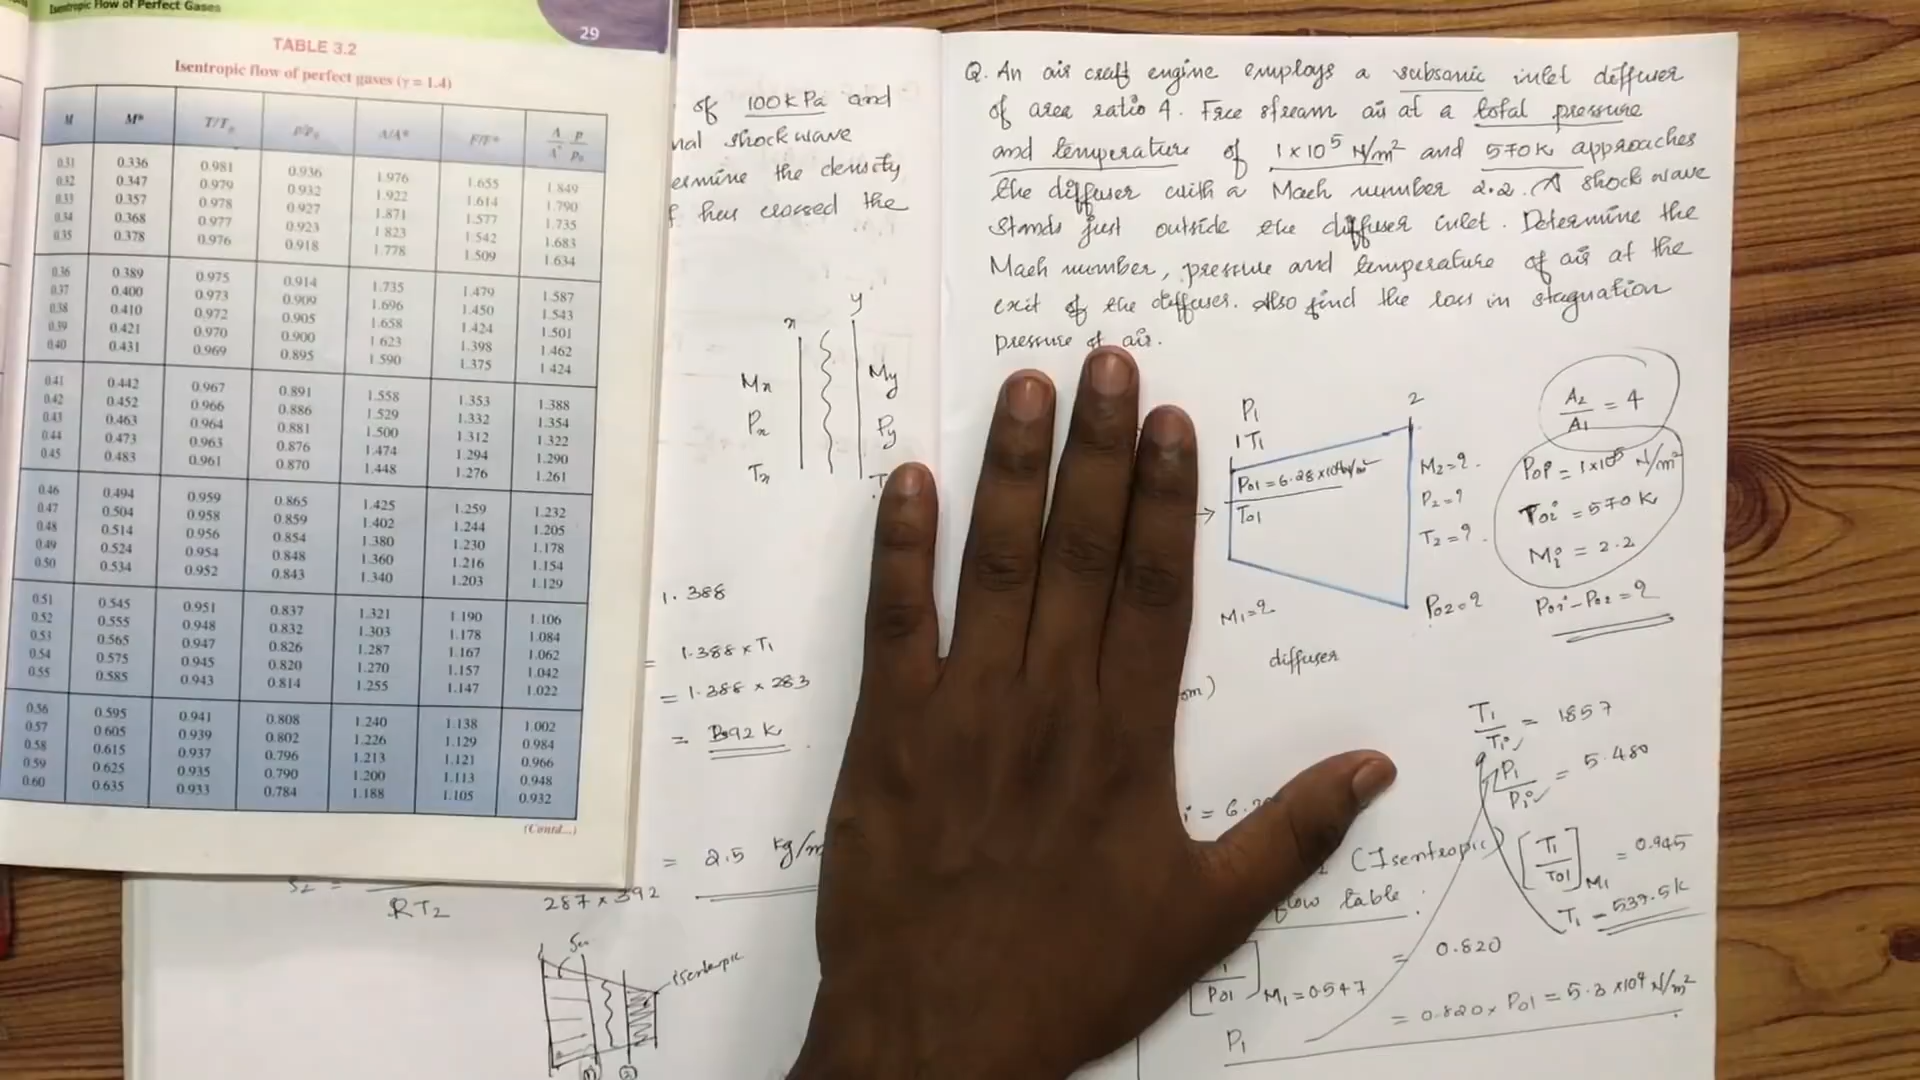 Isentropic Flow of Perfect Gases
29
TABLE 3.2
Isentropic flow of perfect gases (γ = 1.4)
M M* T/T₀ p/p₀ A/A* F/F* A/A* p/p₀
0.31 0.336 0.981 0.936 1.976 1.655 1.849
0.32 0.347 0.979 0.932 1.922 1.614 1.790
0.33 0.357 0.978 0.927 1.871 1.577 1.735
0.34 0.368 0.977 0.923 1.823 1.542 1.683
0.35 0.378 0.976 0.918 1.778 1.509 1.634
0.36 0.389 0.975 0.914 1.735 1.479 1.587
0.37 0.400 0.973 0.909 1.696 1.450 1.543
0.38 0.410 0.972 0.905 1.658 1.424 1.501
0.39 0.421 0.970 0.900 1.623 1.398 1.462
0.40 0.431 0.969 0.895 1.590 1.375 1.424
0.41 0.442 0.967 0.891 1.558 1.353 1.388
0.42 0.452 0.966 0.886 1.529 1.332 1.354
0.43 0.463 0.964 0.881 1.500 1.312 1.322
0.44 0.473 0.963 0.876 1.474 1.294 1.290
0.45 0.483 0.961 0.870 1.448 1.276 1.261
0.46 0.494 0.959 0.865 1.425 1.259 1.232
0.47 0.504 0.958 0.859 1.402 1.244 1.205
0.48 0.514 0.956 0.854 1.380 1.230 1.178
0.49 0.524 0.954 0.848 1.360 1.216 1.154
0.50 0.534 0.952 0.843 1.340 1.203 1.129
0.51 0.545 0.951 0.837 1.321 1.190 1.106
0.52 0.555 0.948 0.832 1.303 1.178 1.084
0.53 0.565 0.947 0.826 1.287 1.167 1.062
0.54 0.575 0.945 0.820 1.270 1.157 1.042
0.55 0.585 0.943 0.814 1.255 1.147 1.022
0.56 0.595 0.941 0.808 1.240 1.138 1.002
0.57 0.605 0.939 0.802 1.226 1.129 0.984
0.58 0.615 0.937 0.796 1.213 1.121 0.966
0.59 0.625 0.935 0.790 1.200 1.113 0.948
0.60 0.635 0.933 0.784 1.188 1.105 0.932
(Contd...)
of 100kPa and
nal shock wave
ermine the density
f hen crossed the
x y
Mx My
Px Py
Tx T
1.388
= 1.388 × T₁
= 1.388 × 283
= 392 K
= 2.5 kg/m
287 × 392
RT₂
isentropic
① ②
Q. An air craft engine employs a subsonic inlet diffuser
of area ratio 4. Free stream air at a total pressure
and temperature of 1 × 10⁵ N/m² and 570K approaches
the diffuser with a Mach number 2.2. A shock wave
stands just outside the diffuser inlet. Determine the
Mach number, pressure and temperature of air at the
exit of the diffuser. Also find the loss in stagnation
pressure of air.
P₁
1 T₁
2
P01 = 6.28×10⁴N/m²
T01
M₁=?
diffuser
M₂=?
P₂=?
T₂=?
P02=?
A₂/A₁ = 4
P0i = 1×10⁵ N/m²
T0i = 570 K
Mi = 2.2
P0i - P02 = ?
T₁/Ti = 1857
P₁/Pi = 5.480
(Isentropic)
flow table :
[T₁/T01]M₁ = 0.945
T₁ = 539.5K
P01 M₁=0.547 = 0.820
P₁ = 0.820 × P01 = 5.3 ×10⁴ N/m²